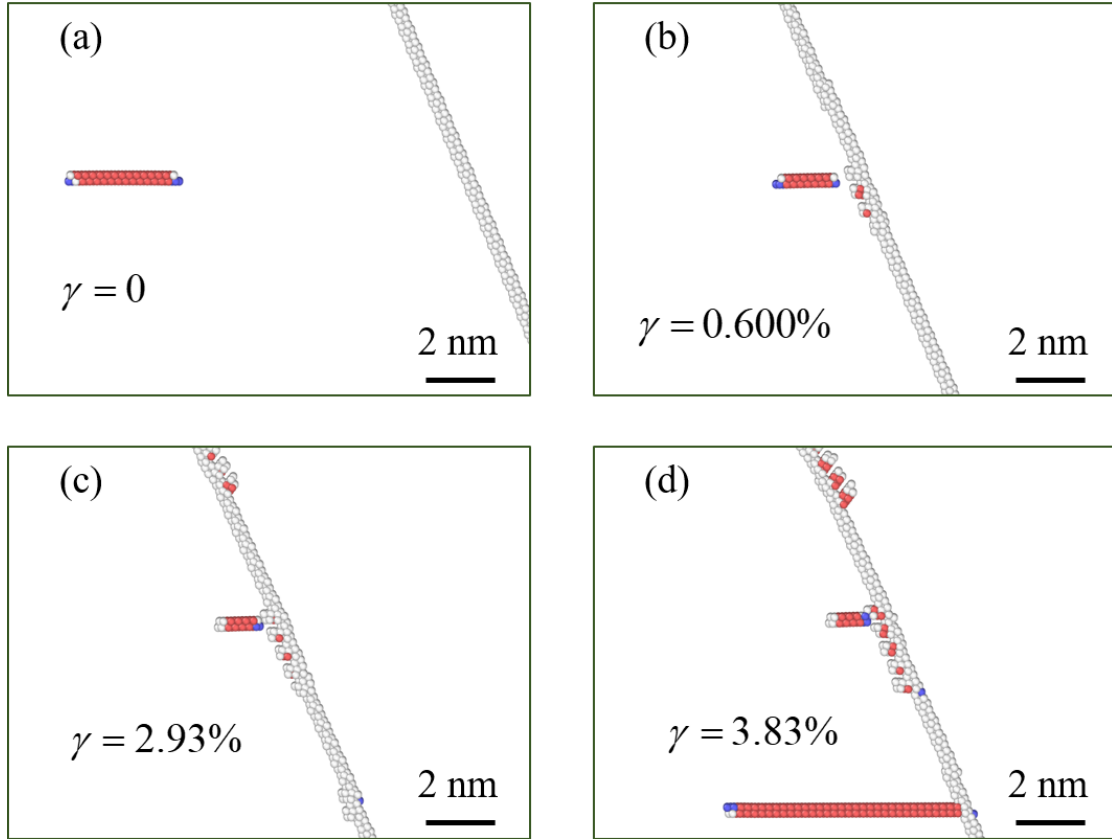 (a)
γ = 0
2 nm
(b)
γ = 0.600%
2 nm
(c)
γ = 2.93%
2 nm
(d)
γ = 3.83%
2 nm